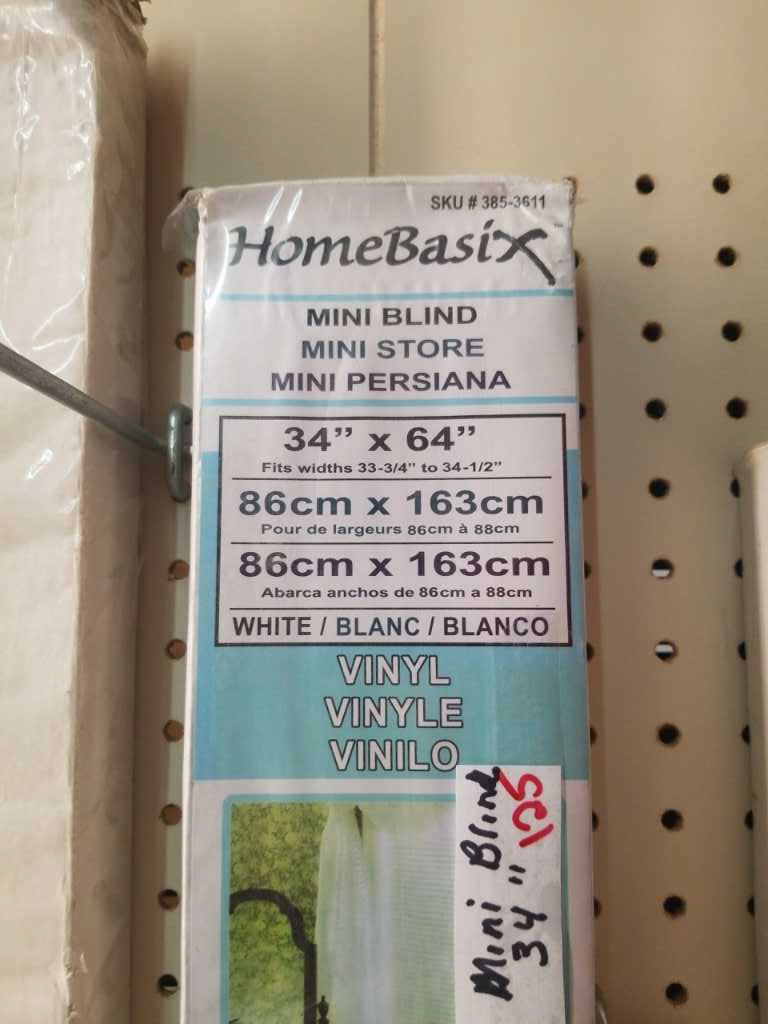 SKU # 385-3611
HomeBasix™
MINI BLIND
MINI STORE
MINI PERSIANA
34” x 64”
Fits widths 33-3/4” to 34-1/2”
86cm x 163cm
Pour de largeurs 86cm à 88cm
86cm x 163cm
Abarca anchos de 86cm a 88cm
WHITE / BLANC / BLANCO
VINYL
VINYLE
VINILO
Mini Blind
34"